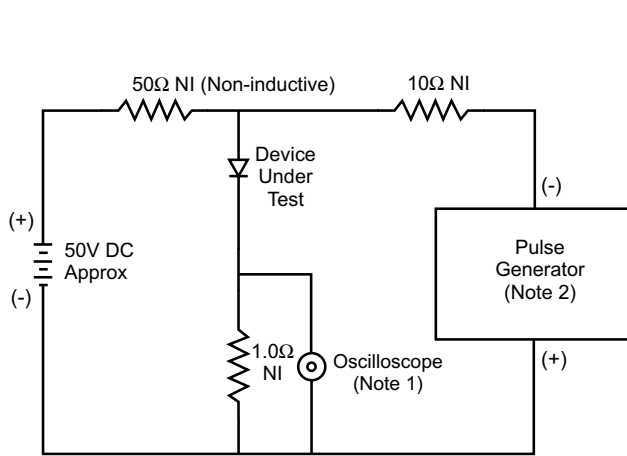 50Ω NI (Non-inductive)
10Ω NI
Device
Under
Test
(-)
(+)
50V DC
Approx
(-)
Pulse
Generator
(Note 2)
1.0Ω
NI
Oscilloscope
(Note 1)
(+)